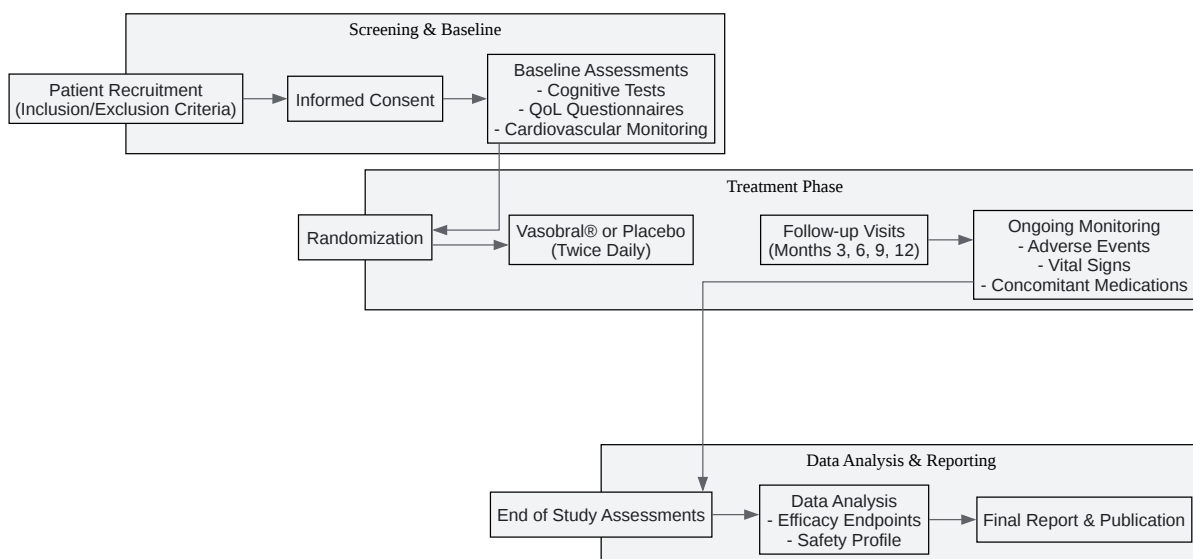 Screening & Baseline
Patient Recruitment
(Inclusion/Exclusion Criteria)
Informed Consent
Baseline Assessments
- Cognitive Tests
- QoL Questionnaires
- Cardiovascular Monitoring
Treatment Phase
Randomization
Vasobral® or Placebo
(Twice Daily)
Follow-up Visits
(Months 3, 6, 9, 12)
Ongoing Monitoring
- Adverse Events
- Vital Signs
- Concomitant Medications
Data Analysis & Reporting
End of Study Assessments
Data Analysis
- Efficacy Endpoints
- Safety Profile
Final Report & Publication